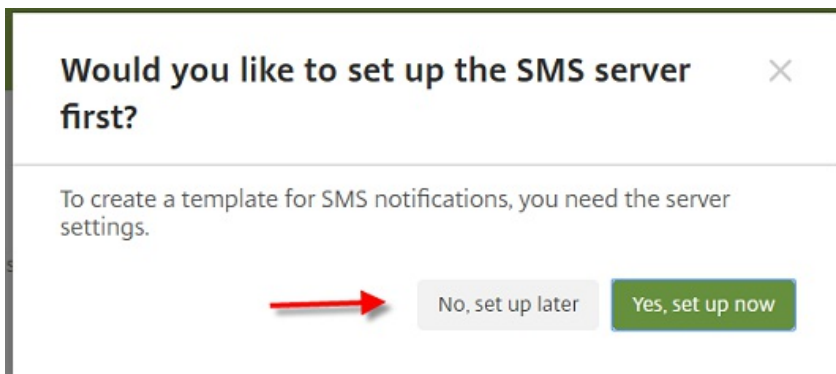 Would you like to set up the SMS server
first?
To create a template for SMS notifications, you need the server
settings.
No, set up later
Yes, set up now